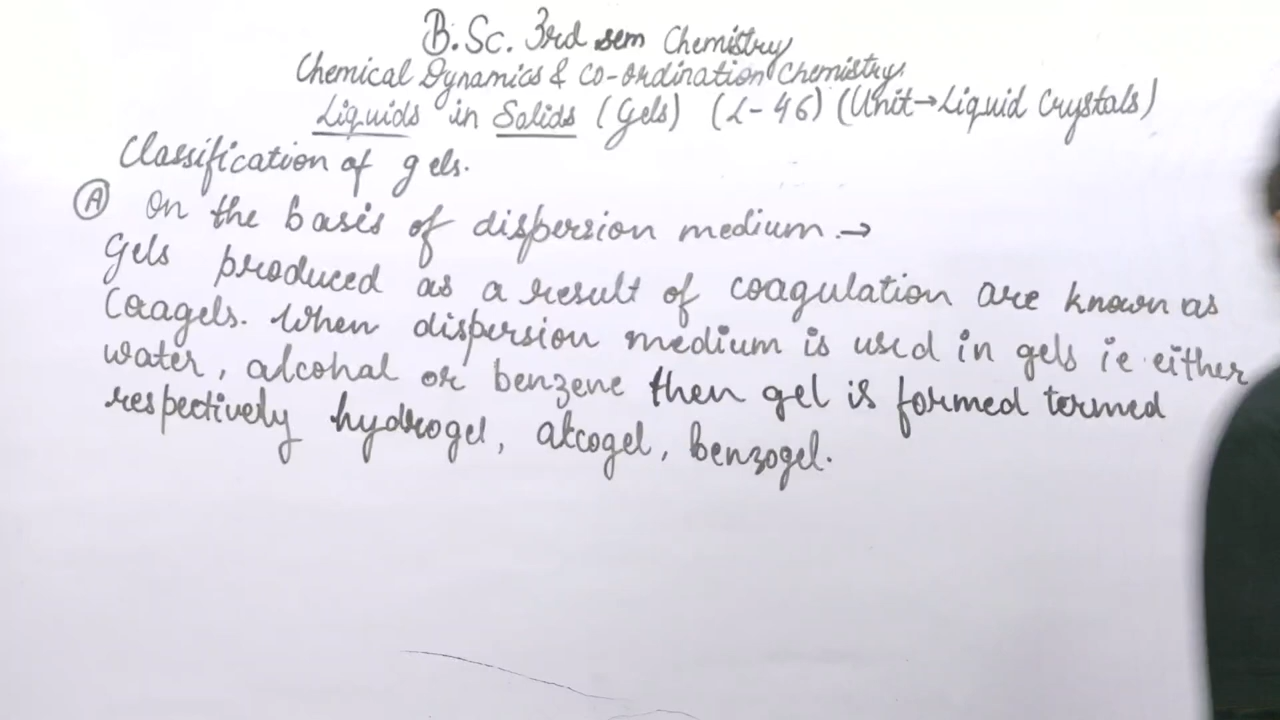 B.Sc. 3rd sem Chemistry
Chemical Dynamics & Co-ordination Chemistry
Liquids in Solids (Gels) (L-46) (Unit→Liquid Crystals)
Classification of gels.
(A) On the basis of dispersion medium.→
Gels produced as a result of coagulation are known as
Coagels. When dispersion medium is used in gels ie either
water, alcohal or benzene then gel is formed termed
respectively hydrogel, alcogel, benzogel.